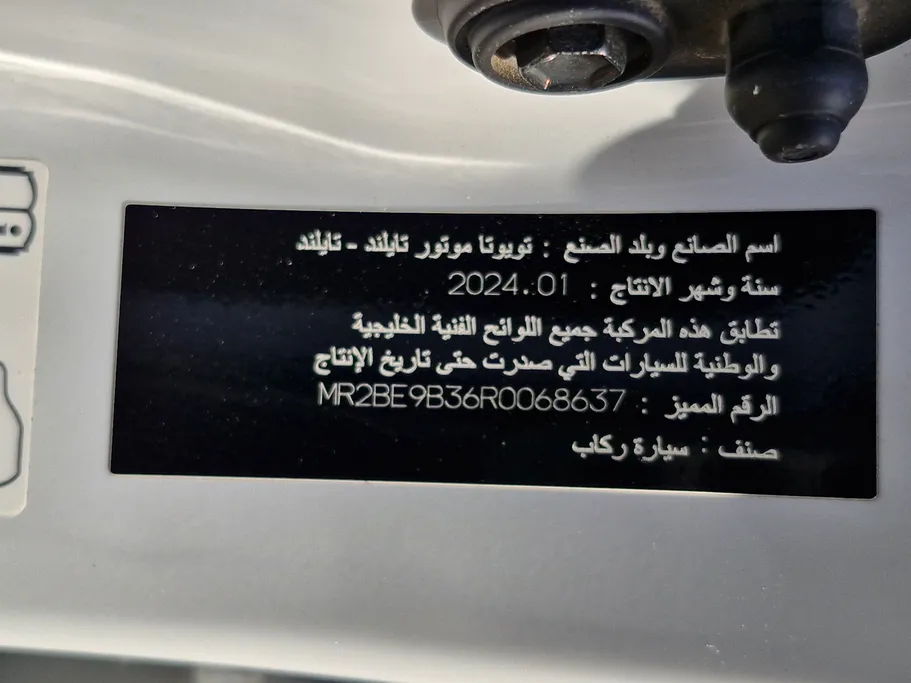 اسم الصانع وبلد الصنع : تويوتا موتور تايلند - تايلند
سنة وشهر الانتاج : 2024..01
تطابق هذه المركبة جميع اللوائح الفنية الخليجية
والوطنية للسيارات التي صدرت حتى تاريخ الإنتاج
الرقم المميز : MR2BE9B36R0068637
صنف : سيارة ركاب